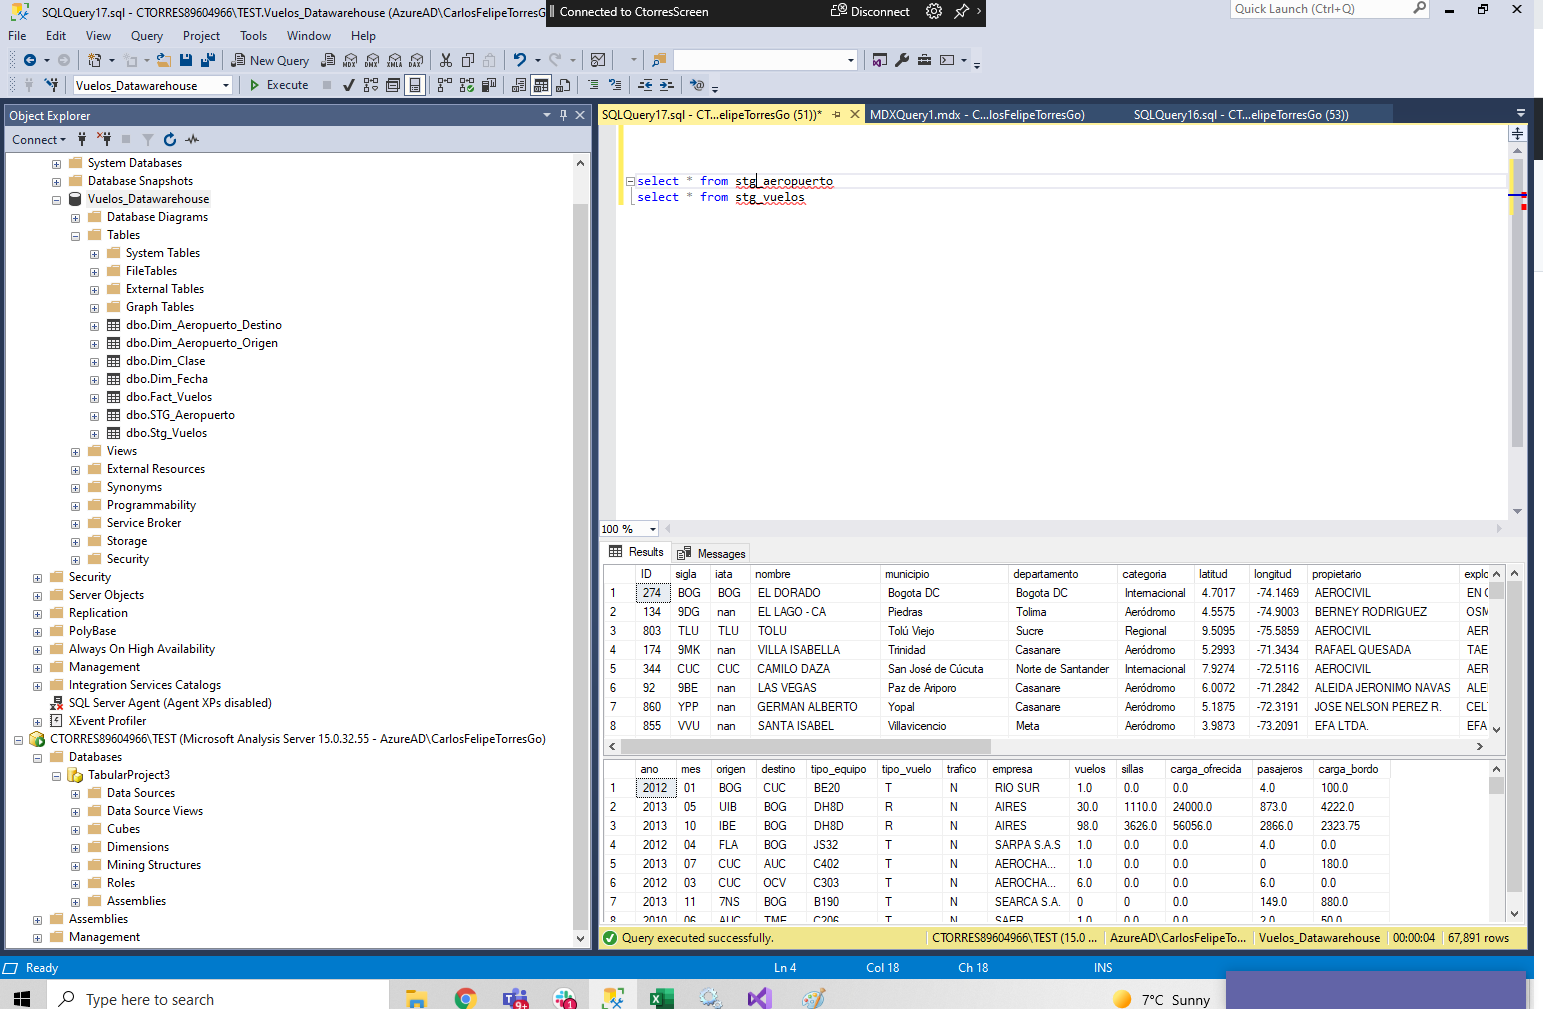 SQLQuery17.sql - CTORRES89604966\TEST.Vuelos_Datawarehouse (AzureAD\CarlosFelipeTorresG
Connected to CtorresScreen
Disconnect
Quick Launch (Ctrl+Q)
File Edit View Query Project Tools Window Help
New Query
MDX DMX XMLA DAX
Vuelos_Datawarehouse
Execute
Object Explorer
SQLQuery17.sql - CT...elipeTorresGo (51))*
MDXQuery1.mdx - C...losFelipeTorresGo)
SQLQuery16.sql - CT...elipeTorresGo (53))
Connect
System Databases
Database Snapshots
Vuelos_Datawarehouse
Database Diagrams
Tables
System Tables
FileTables
External Tables
Graph Tables
dbo.Dim_Aeropuerto_Destino
dbo.Dim_Aeropuerto_Origen
dbo.Dim_Clase
dbo.Dim_Fecha
dbo.Fact_Vuelos
dbo.STG_Aeropuerto
dbo.Stg_Vuelos
Views
External Resources
Synonyms
Programmability
Service Broker
Storage
Security
Security
Server Objects
Replication
PolyBase
Always On High Availability
Management
Integration Services Catalogs
SQL Server Agent (Agent XPs disabled)
XEvent Profiler
CTORRES89604966\TEST (Microsoft Analysis Server 15.0.32.55 - AzureAD\CarlosFelipeTorresGo)
Databases
TabularProject3
Data Sources
Data Source Views
Cubes
Dimensions
Mining Structures
Roles
Assemblies
Assemblies
Management
select * from stg_aeropuerto
select * from stg_vuelos
100 %
Results Messages
ID sigla iata nombre municipio departamento categoria latitud longitud propietario explo
1 274 BOG BOG EL DORADO Bogota DC Bogota DC Internacional 4.7017 -74.1469 AEROCIVIL EN C
2 134 9DG nan EL LAGO - CA Piedras Tolima Aeródromo 4.5575 -74.9003 BERNEY RODRIGUEZ OSM
3 803 TLU TLU TOLU Tolú Viejo Sucre Regional 9.5095 -75.5859 AEROCIVIL AER
4 174 9MK nan VILLA ISABELLA Trinidad Casanare Aeródromo 5.2993 -71.3434 RAFAEL QUESADA TAE
5 344 CUC CUC CAMILO DAZA San José de Cúcuta Norte de Santander Internacional 7.9274 -72.5116 AEROCIVIL AER
6 92 9BE nan LAS VEGAS Paz de Ariporo Casanare Aeródromo 6.0072 -71.2842 ALEIDA JERONIMO NAVAS ALE
7 860 YPP nan GERMAN ALBERTO Yopal Casanare Aeródromo 5.1875 -72.3191 JOSE NELSON PEREZ R. CEL
8 855 VVU nan SANTA ISABEL Villavicencio Meta Aeródromo 3.9873 -73.2091 EFA LTDA. EFA
ano mes origen destino tipo_equipo tipo_vuelo trafico empresa vuelos sillas carga_ofrecida pasajeros carga_bordo
1 2012 01 BOG CUC BE20 T N RIO SUR 1.0 0.0 0.0 4.0 100.0
2 2013 05 UIB BOG DH8D R N AIRES 30.0 1110.0 24000.0 873.0 4222.0
3 2013 10 IBE BOG DH8D R N AIRES 98.0 3626.0 56056.0 2866.0 2323.75
4 2012 04 FLA BOG JS32 T N SARPA S.A.S 1.0 0.0 0.0 4.0 0.0
5 2013 07 CUC AUC C402 T N AEROCHA... 1.0 0.0 0.0 0 180.0
6 2012 03 CUC OCV C303 T N AEROCHA... 6.0 0.0 0.0 6.0 0.0
7 2013 11 7NS BOG B190 T N SEARCA S.A. 0 0 0.0 149.0 880.0
8 2010 06 AUC TME C206 T N SAER 1.0 0.0 0.0 2.0 50.0
Query executed successfully.
CTORRES89604966\TEST (15.0 ... AzureAD\CarlosFelipeTo... Vuelos_Datawarehouse 00:00:04 67,891 rows
Ready Ln 4 Col 18 Ch 18 INS
Type here to search
9+
1
7°C Sunny